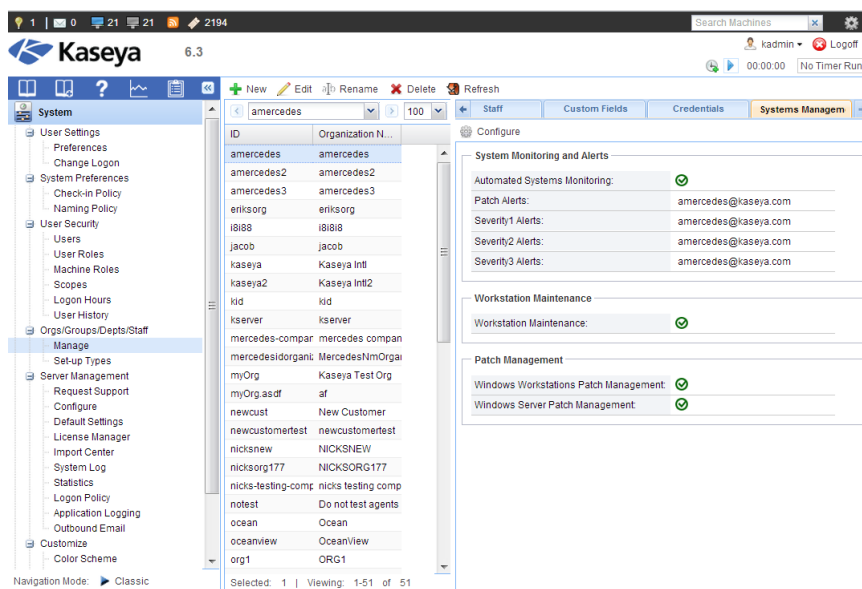 1 | 0 21 21 2194
Search Machines x
Kaseya 6.3
kadmin Logoff
00:00:00 No Timer Run
New Edit Rename Delete Refresh
System
User Settings
Preferences
Change Logon
System Preferences
Check-in Policy
Naming Policy
User Security
Users
User Roles
Machine Roles
Scopes
Logon Hours
User History
Orgs/Groups/Depts/Staff
Manage
Set-up Types
Server Management
Request Support
Configure
Default Settings
License Manager
Import Center
System Log
Statistics
Logon Policy
Application Logging
Outbound Email
Customize
Color Scheme
Navigation Mode: Classic
amercedes 100
ID Organization N...
amercedes amercedes
amercedes2 amercedes2
amercedes3 amercedes3
eriksorg eriksorg
i8i88 i8i8i8
jacob jacob
kaseya Kaseya Intl
kaseya2 Kaseya Intl2
kid kid
kserver kserver
mercedes-compar mercedes compan
mercedesidorgani MercedesNmOrgai
myOrg Kaseya Test Org
myOrg.asdf af
newcust New Customer
newcustomertest newcustomertest
nicksnew NICKSNEW
nicksorg177 NICKSORG177
nicks-testing-comp nicks testing comp
notest Do not test agents
ocean Ocean
oceanview OceanView
org1 ORG1
Selected: 1 | Viewing: 1-51 of 51
Staff Custom Fields Credentials Systems Managem
Configure
System Monitoring and Alerts
Automated Systems Monitoring:
Patch Alerts: amercedes@kaseya.com
Severity1 Alerts: amercedes@kaseya.com
Severity2 Alerts: amercedes@kaseya.com
Severity3 Alerts: amercedes@kaseya.com
Workstation Maintenance
Workstation Maintenance:
Patch Management
Windows Workstations Patch Management:
Windows Server Patch Management: